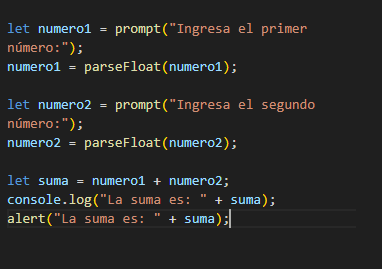 let numero1 = prompt("Ingresa el primer
número:");
numero1 = parseFloat(numero1);
let numero2 = prompt("Ingresa el segundo
número:");
numero2 = parseFloat(numero2);
let suma = numero1 + numero2;
console.log("La suma es: " + suma);
alert("La suma es: " + suma);